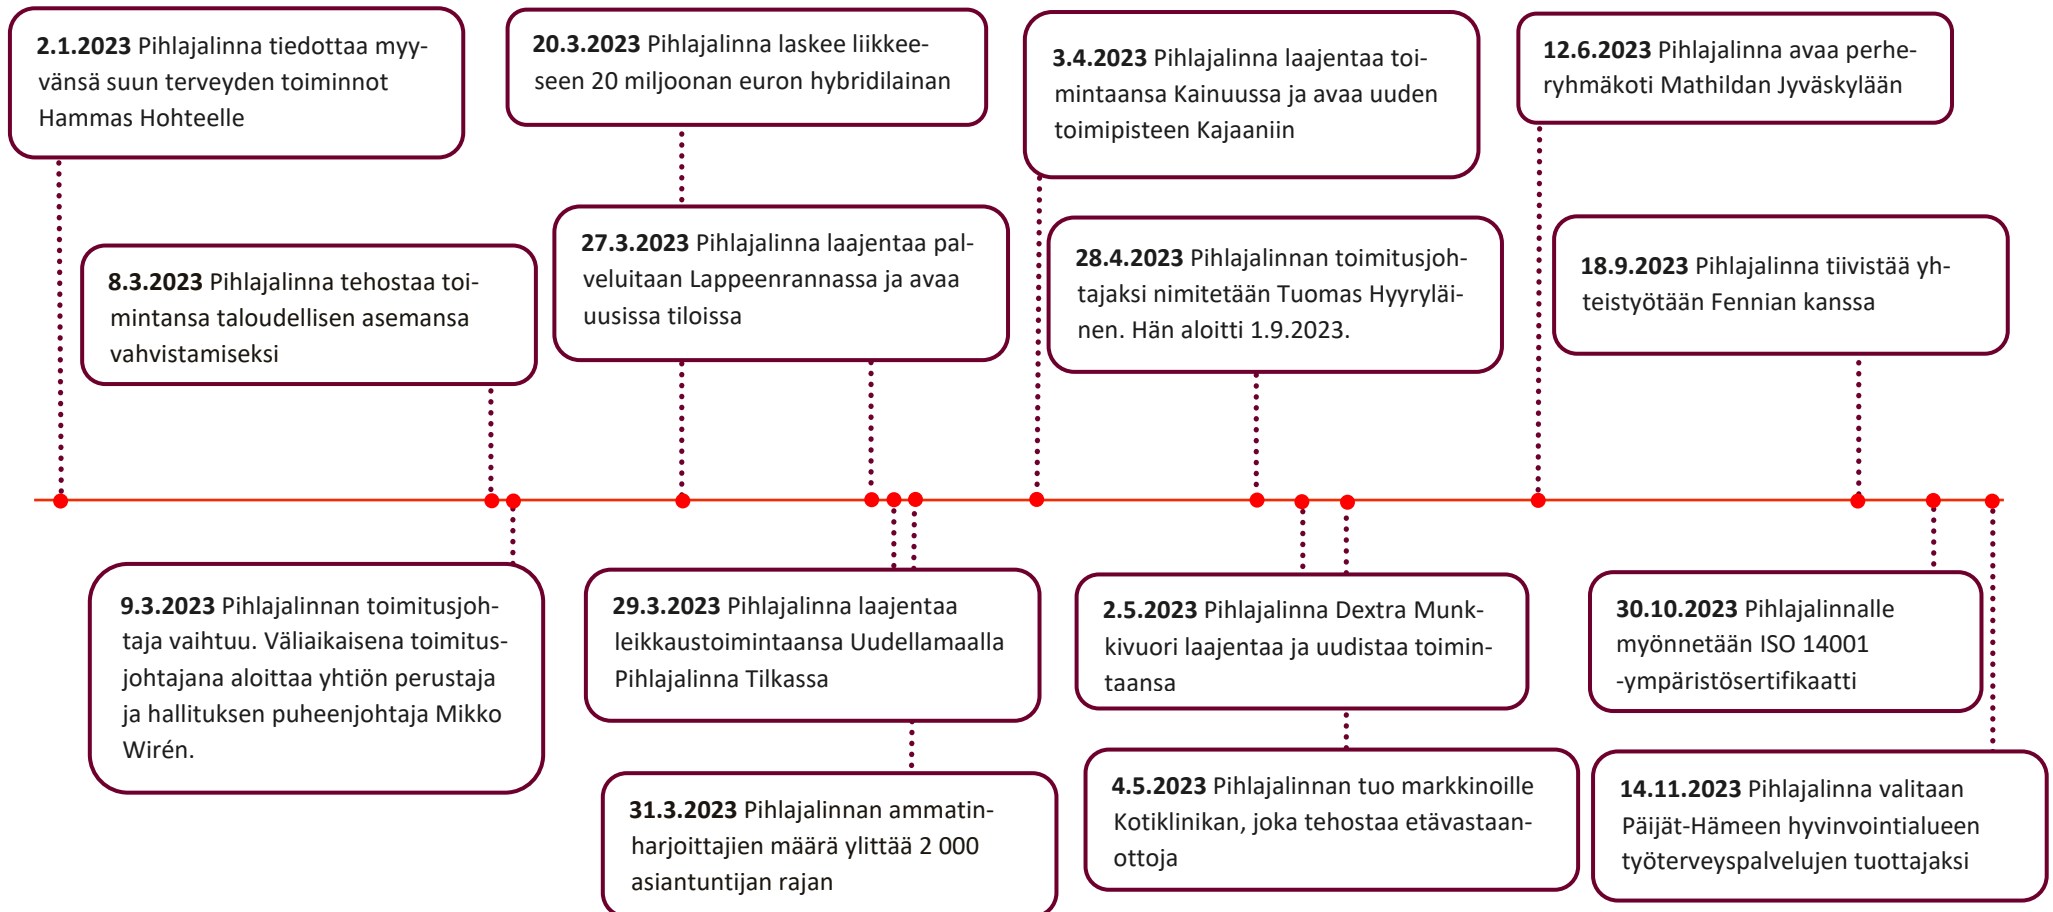 2.1.2023 Pihlajalinna tiedottaa myy-
vänsä suun terveyden toiminnot
Hammas Hohteelle
20.3.2023 Pihlajalinna laskee liikkee-
seen 20 miljoonan euron hybridilainan
3.4.2023 Pihlajalinna laajentaa toi-
mintaansa Kainuussa ja avaa uuden
toimipisteen Kajaaniin
12.6.2023 Pihlajalinna avaa perhe-
ryhmäkoti Mathildan Jyväskylään
8.3.2023 Pihlajalinna tehostaa toi-
mintansa taloudellisen asemansa
vahvistamiseksi
27.3.2023 Pihlajalinna laajentaa pal-
veluitaan Lappeenrannassa ja avaa
uusissa tiloissa
28.4.2023 Pihlajalinnan toimitusjoh-
tajaksi nimitetään Tuomas Hyyryläi-
nen. Hän aloitti 1.9.2023.
18.9.2023 Pihlajalinna tiivistää yh-
teistyötään Fennian kanssa
9.3.2023 Pihlajalinnan toimitusjoh-
taja vaihtuu. Väliaikaisena toimitus-
johtajana aloittaa yhtiön perustaja
ja hallituksen puheenjohtaja Mikko
Wirén.
29.3.2023 Pihlajalinna laajentaa
leikkaustoimintaansa Uudellamaalla
Pihlajalinna Tilkassa
2.5.2023 Pihlajalinna Dextra Munk-
kivuori laajentaa ja uudistaa toimin-
taansa
30.10.2023 Pihlajalinnalle
myönnetään ISO 14001
-ympäristösertifikaatti
31.3.2023 Pihlajalinnan ammatin-
harjoittajien määrä ylittää 2 000
asiantuntijan rajan
4.5.2023 Pihlajalinnan tuo markkinoille
Kotiklinikan, joka tehostaa etävastaan-
ottoja
14.11.2023 Pihlajalinna valitaan
Päijät-Hämeen hyvinvointialueen
työterveyspalvelujen tuottajaksi